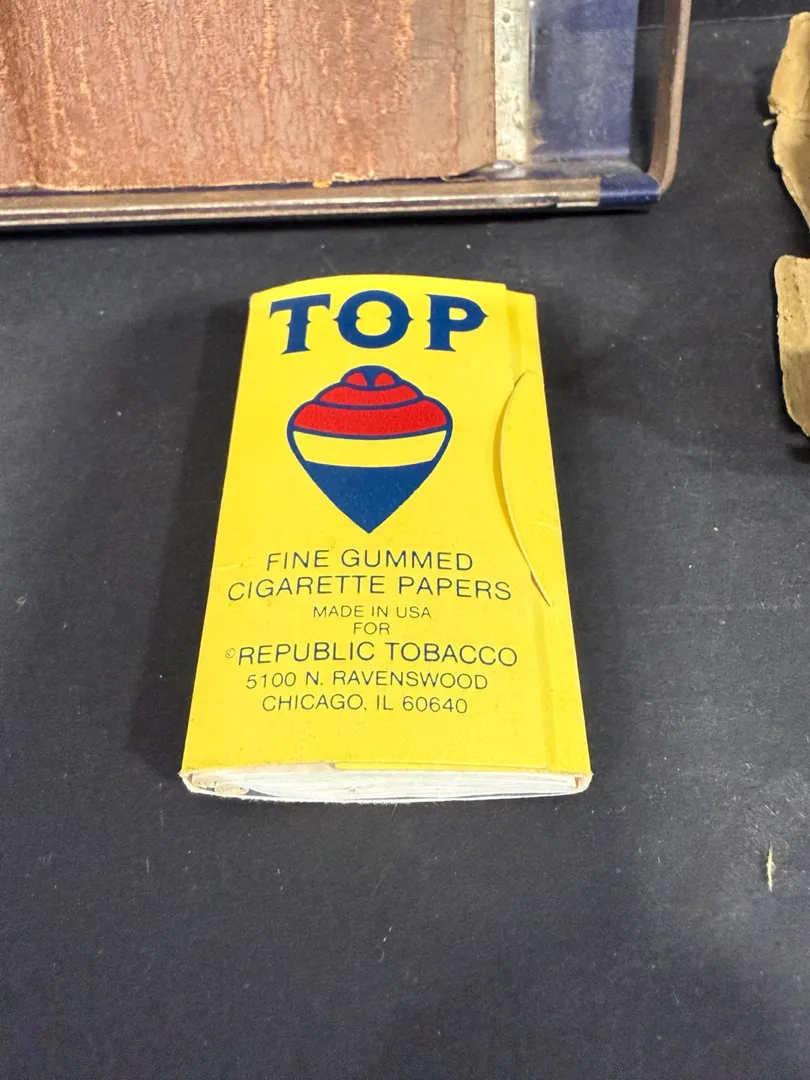 TOP
FINE GUMMED
CIGARETTE PAPERS
MADE IN USA
FOR
©REPUBLIC TOBACCO
5100 N. RAVENSWOOD
CHICAGO, IL 60640